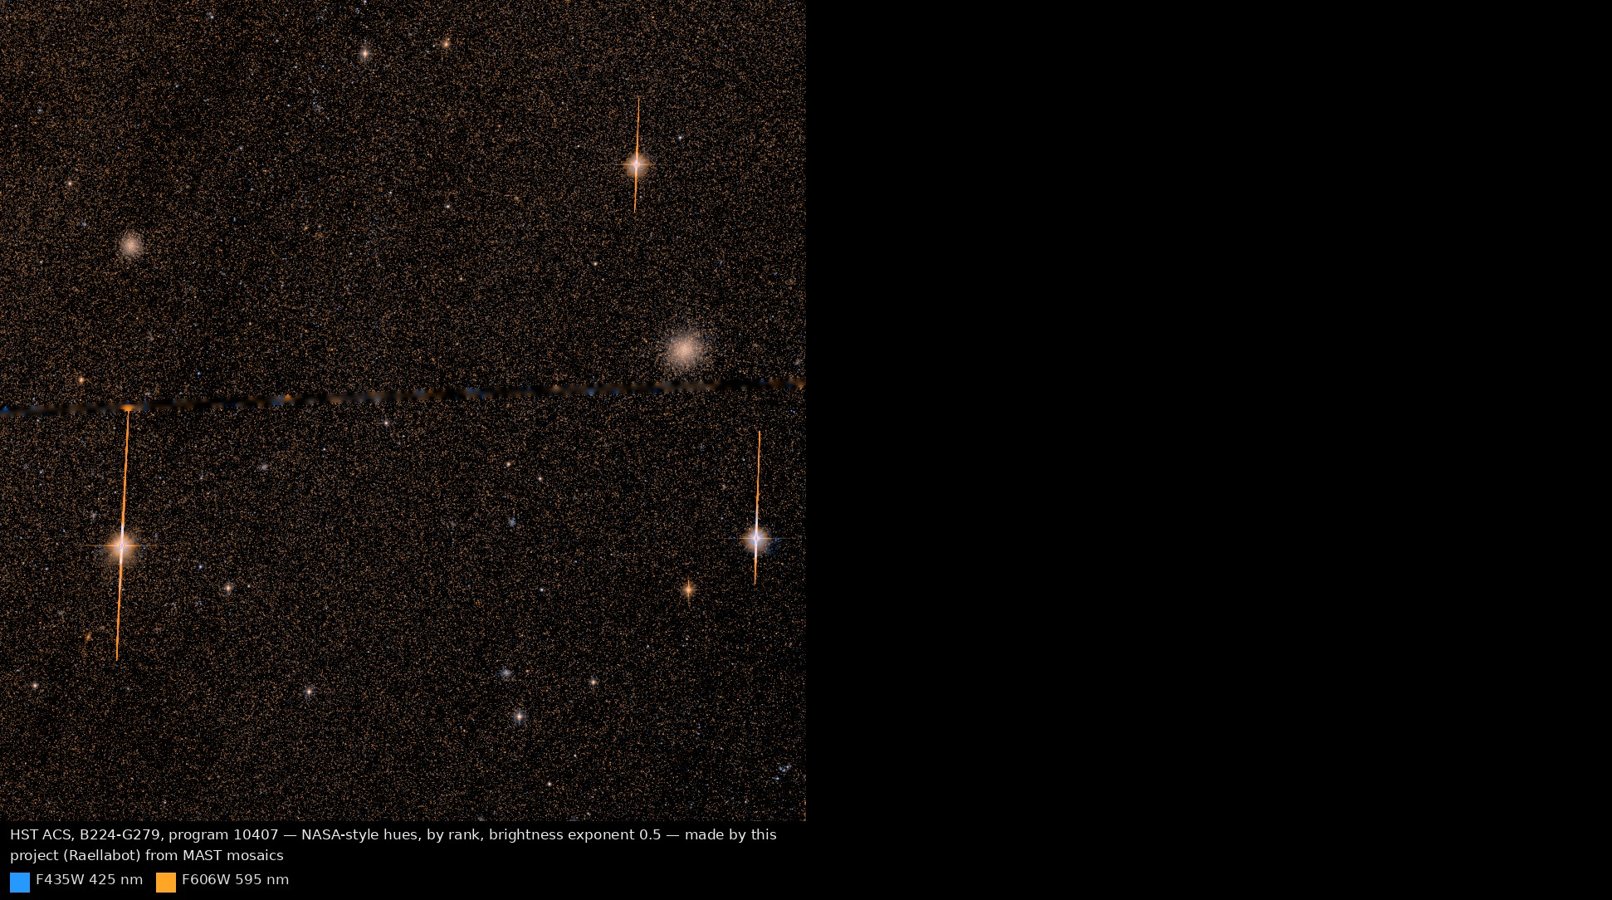 HST ACS, B224-G279, program 10407 — NASA-style hues, by rank, brightness exponent 0.5 — made by this
project (Raellabot) from MAST mosaics
F435W 425 nm F606W 595 nm